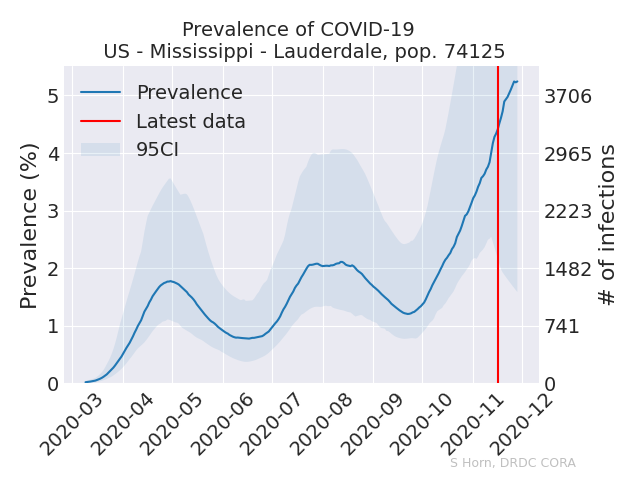 Prevalence of COVID-19
US - Mississippi - Lauderdale, pop. 74125
Prevalence
Latest data
95CI
Prevalence (%)
5
4
3
2
1
0
3706
2965
2223
1482
741
0
# of infections
2020-03
2020-04
2020-05
2020-06
2020-07
2020-08
2020-09
2020-10
2020-11
2020-12
S Horn, DRDC CORA